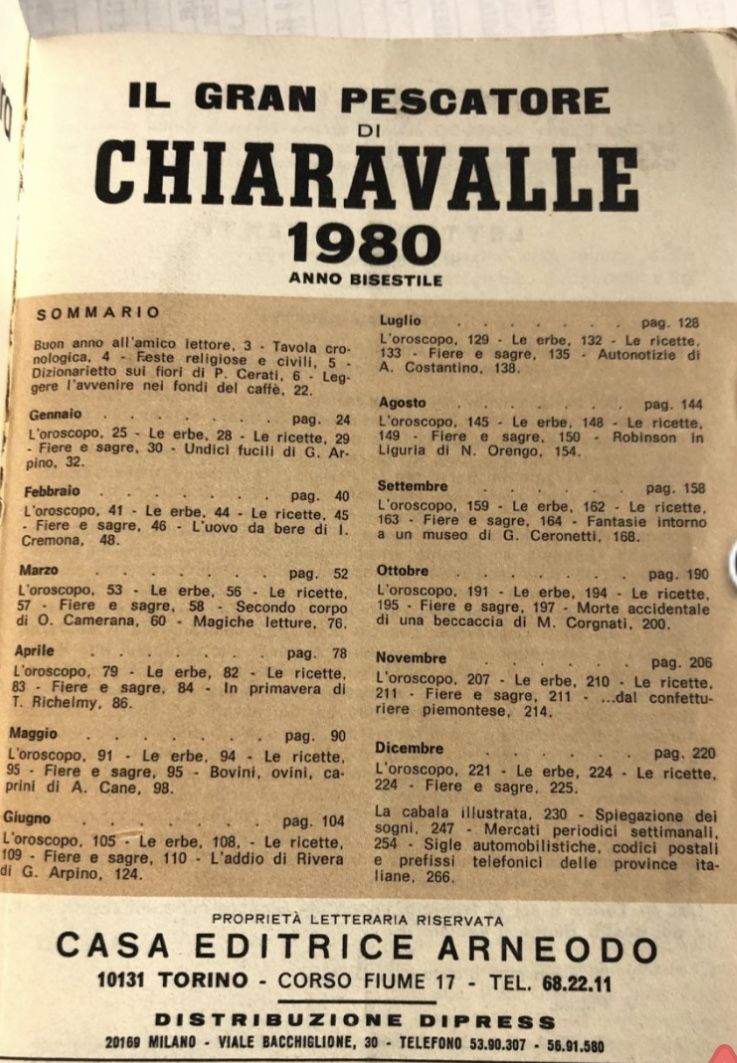 IL GRAN PESCATORE
DI
CHIARAVALLE
1980
ANNO BISESTILE
SOMMARIO
Buon anno all'amico lettore, 3 - Tavola cro-
nologica, 4 - Feste religiose e civili, 5 -
Dizionarietto sui fiori di P. Cerati, 6 - Leg-
gere l'avvenire nei fondi del caffè, 22.
Gennaio . . . . . . . pag. 24
L'oroscopo, 25 - Le erbe, 28 - Le ricette, 29
- Fiere e sagre, 30 - Undici fucili di G. Ar-
pino, 32.
Febbraio . . . . . . . pag. 40
L'oroscopo, 41 - Le erbe, 44 - Le ricette, 45
- Fiere e sagre, 46 - L'uovo da bere di I.
Cremona, 48.
Marzo . . . . . . . pag. 52
L'oroscopo, 53 - Le erbe, 56 - Le ricette,
57 - Fiere e sagre, 58 - Secondo corpo
di O. Camerana, 60 - Magiche letture, 76.
Aprile . . . . . . . pag. 78
L'oroscopo, 79 - Le erbe, 82 - Le ricette,
83 - Fiere e sagre, 84 - In primavera di
T. Richelmy, 86.
Maggio . . . . . . . pag. 90
L'oroscopo, 91 - Le erbe, 94 - Le ricette,
95 - Fiere e sagre, 95 - Bovini, ovini, ca-
prini di A. Cane, 98.
Giugno . . . . . . . pag. 104
L'oroscopo, 105 - Le erbe, 108, - Le ricette,
109 - Fiere e sagre, 110 - L'addio di Rivera
di G. Arpino, 124.
Luglio . . . . . . . pag. 128
L'oroscopo, 129 - Le erbe, 132 - Le ricette,
133 - Fiere e sagre, 135 - Autonotizie di
A. Costantino, 138.
Agosto . . . . . . . pag. 144
L'oroscopo, 145 - Le erbe, 148 - Le ricette,
149 - Fiere e sagre, 150 - Robinson in
Liguria di N. Orengo, 154.
Settembre . . . . . . pag. 158
L'oroscopo, 159 - Le erbe, 162 - Le ricette,
163 - Fiere e sagre, 164 - Fantasie intorno
a un museo di G. Ceronetti, 168.
Ottobre . . . . . . . pag. 190
L'oroscopo, 191 - Le erbe, 194 - Le ricette,
195 - Fiere e sagre, 197 - Morte accidentale
di una beccaccia di M. Corgnati, 200.
Novembre . . . . . . pag. 206
L'oroscopo, 207 - Le erbe, 210 - Le ricette,
211 - Fiere e sagre, 211 - ...dal confettu-
riere piemontese, 214.
Dicembre . . . . . . pag. 220
L'oroscopo, 221 - Le erbe, 224 - Le ricette,
224 - Fiere e sagre, 225.
La cabala illustrata, 230 - Spiegazione dei
sogni, 247 - Mercati periodici settimanali,
254 - Sigle automobilistiche, codici postali
e prefissi telefonici delle province ita-
liane, 266.
PROPRIETÀ LETTERARIA RISERVATA
CASA EDITRICE ARNEODO
10131 TORINO - CORSO FIUME 17 - TEL. 68.22.11
DISTRIBUZIONE DIPRESS
20169 MILANO - VIALE BACCHIGLIONE, 30 - TELEFONO 53.90.307 - 56.91.580